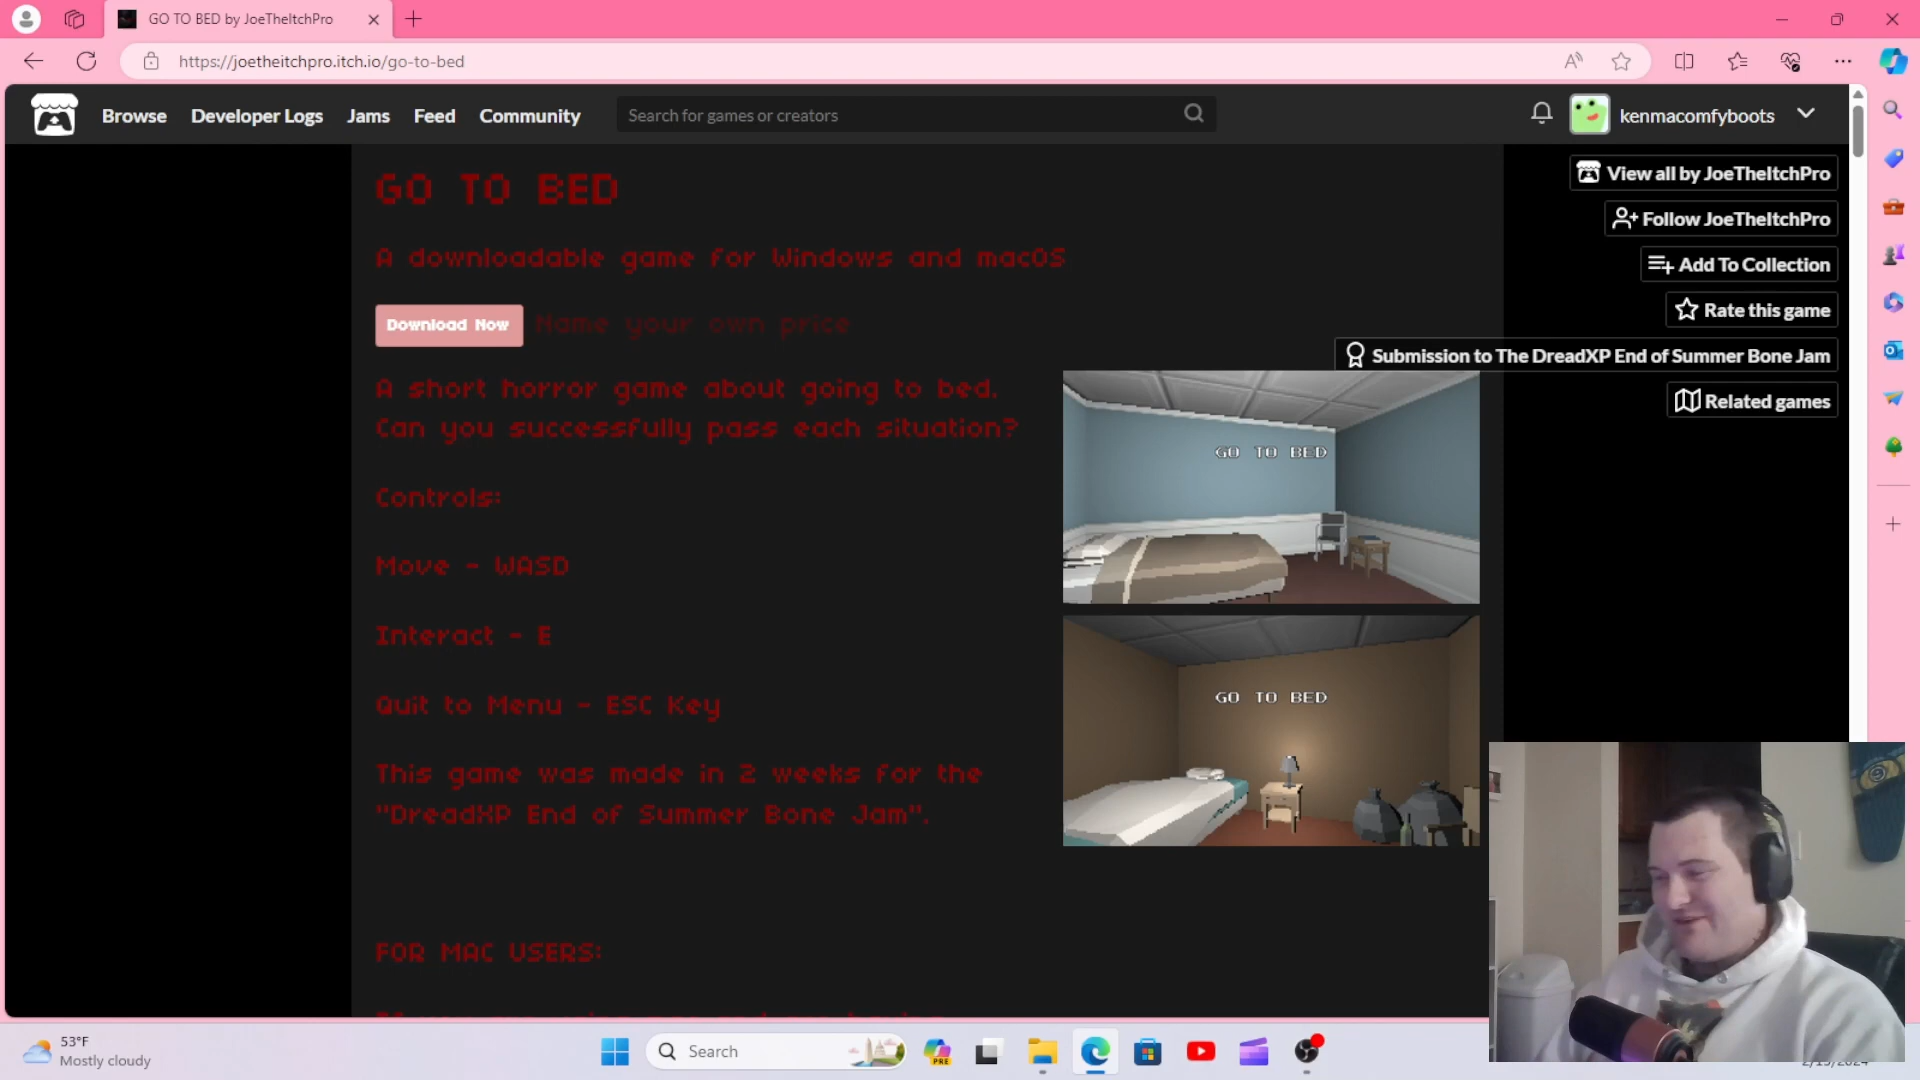 GO TO BED by JoeTheItchPro
https://joetheitchpro.itch.io/go-to-bed
Browse Developer Logs Jams Feed Community Search for games or creators kenmacomfyboots
GO TO BED
A downloadable game for Windows and macOS
Download Now Name your own price
A short horror game about going to bed.
Can you successfully pass each situation?
Controls:
Move - WASD
Interact - E
Quit to Menu - ESC Key
This game was made in 2 weeks for the
"DreadXP End of Summer Bone Jam".
FOR MAC USERS:
GO TO BED
GO TO BED
View all by JoeTheItchPro
Follow JoeTheItchPro
Add To Collection
Rate this game
Submission to The DreadXP End of Summer Bone Jam
Related games
53°F
Mostly cloudy
Search
PRE